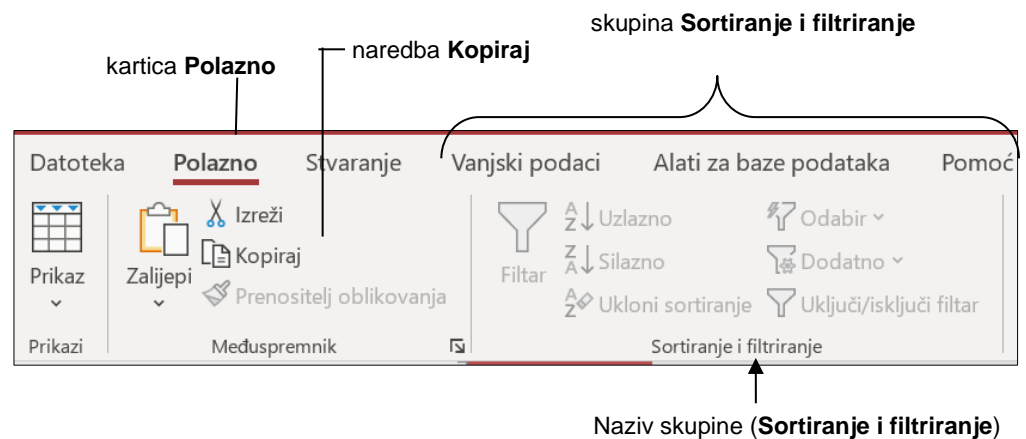 skupina Sortiranje i filtriranje
naredba Kopiraj
kartica Polazno
Datoteka Polazno Stvaranje Vanjski podaci Alati za baze podataka Pomoć
Prikaz
Zalijepi
Izreži
Kopiraj
Prenositelj oblikovanja
Filtar
Uzlazno
Silazno
Ukloni sortiranje
Odabir
Dodatno
Uključi/isključi filtar
Prikazi Međuspremnik Sortiranje i filtriranje
Naziv skupine (Sortiranje i filtriranje)